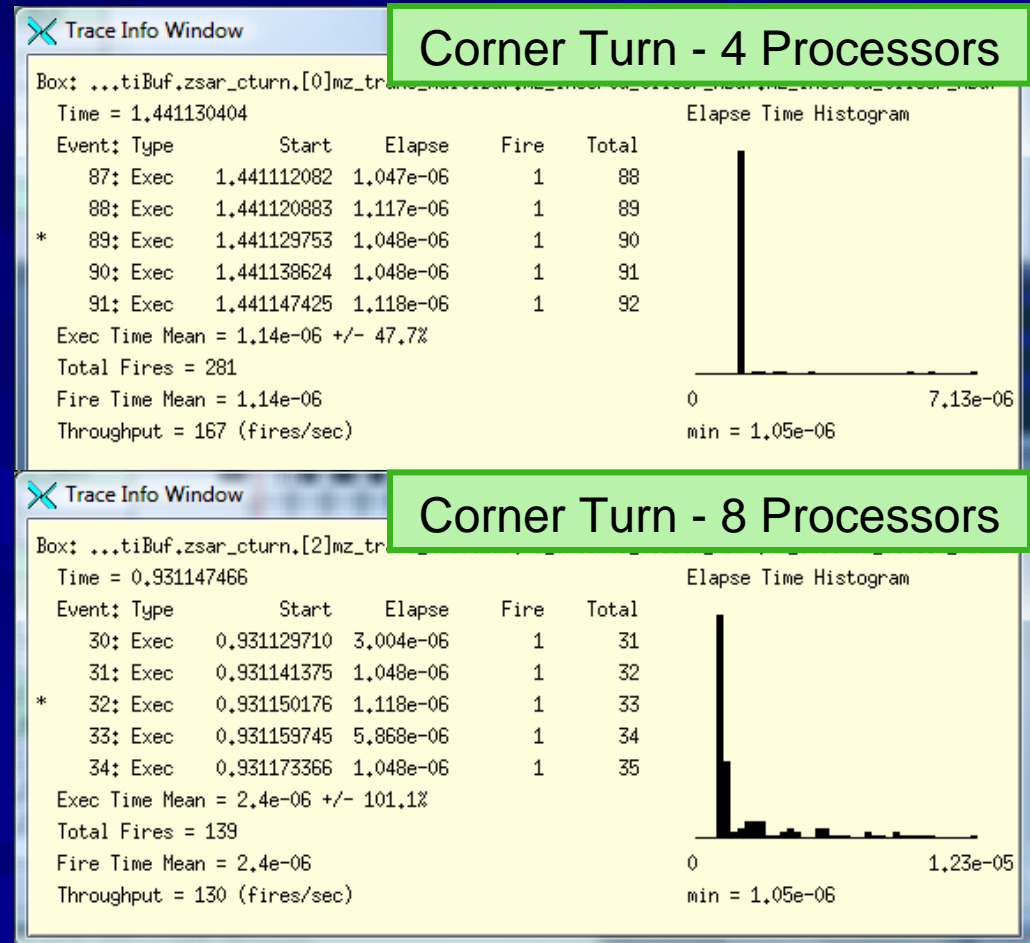 Trace Info Window
Corner Turn - 4 Processors
Box: ...tiBuf.zsar_cturn.[0]mz_tr
Time = 1.441130404
Elapse Time Histogram
Event: Type Start Elapse Fire Total
87: Exec 1.441112082 1.047e-06 1 88
88: Exec 1.441120883 1.117e-06 1 89
* 89: Exec 1.441129753 1.048e-06 1 90
90: Exec 1.441138624 1.048e-06 1 91
91: Exec 1.441147425 1.118e-06 1 92
Exec Time Mean = 1.14e-06 +/- 47.7%
Total Fires = 281
Fire Time Mean = 1.14e-06
0 7.13e-06
Throughput = 167 (fires/sec)
min = 1.05e-06
Trace Info Window
Corner Turn - 8 Processors
Box: ...tiBuf.zsar_cturn.[2]mz_tr
Time = 0.931147466
Elapse Time Histogram
Event: Type Start Elapse Fire Total
30: Exec 0.931129710 3.004e-06 1 31
31: Exec 0.931141375 1.048e-06 1 32
* 32: Exec 0.931150176 1.118e-06 1 33
33: Exec 0.931159745 5.868e-06 1 34
34: Exec 0.931173366 1.048e-06 1 35
Exec Time Mean = 2.4e-06 +/- 101.1%
Total Fires = 139
Fire Time Mean = 2.4e-06
0 1.23e-05
Throughput = 130 (fires/sec)
min = 1.05e-06